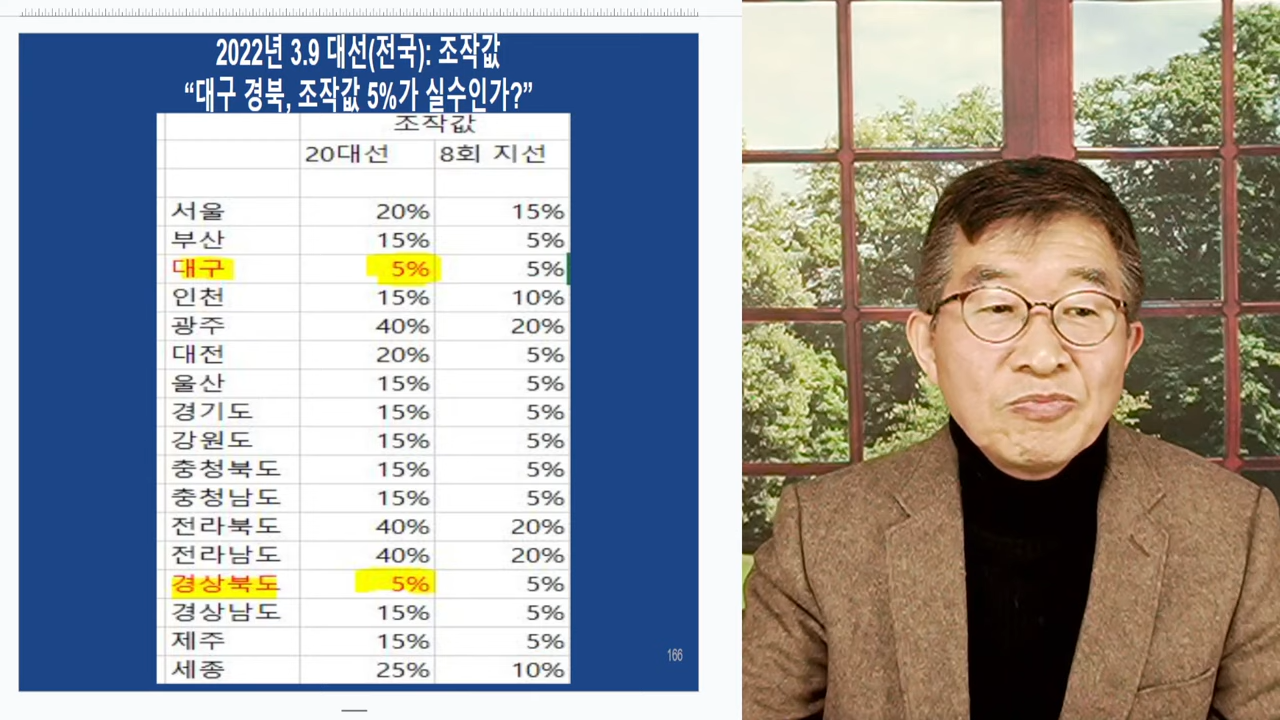 2022년 3.9 대선(전국): 조작값
“대구 경북, 조작값 5%가 실수인가?”
조작값
20대선 8회 지선
서울 20% 15%
부산 15% 5%
대구 5% 5%
인천 15% 10%
광주 40% 20%
대전 20% 5%
울산 15% 5%
경기도 15% 5%
강원도 15% 5%
충청북도 15% 5%
충청남도 15% 5%
전라북도 40% 20%
전라남도 40% 20%
경상북도 5% 5%
경상남도 15% 5%
제주 15% 5%
세종 25% 10%
166